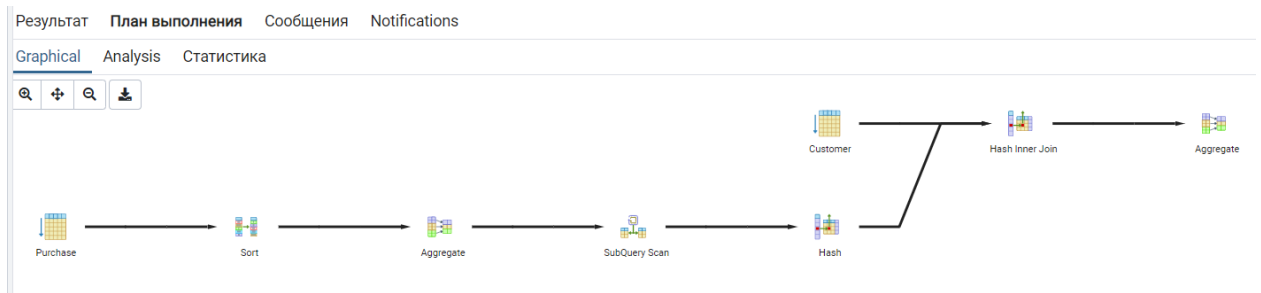 Результат План выполнения Сообщения Notifications
Graphical Analysis Статистика
Customer Hash Inner Join Aggregate
Purchase Sort Aggregate SubQuery Scan Hash